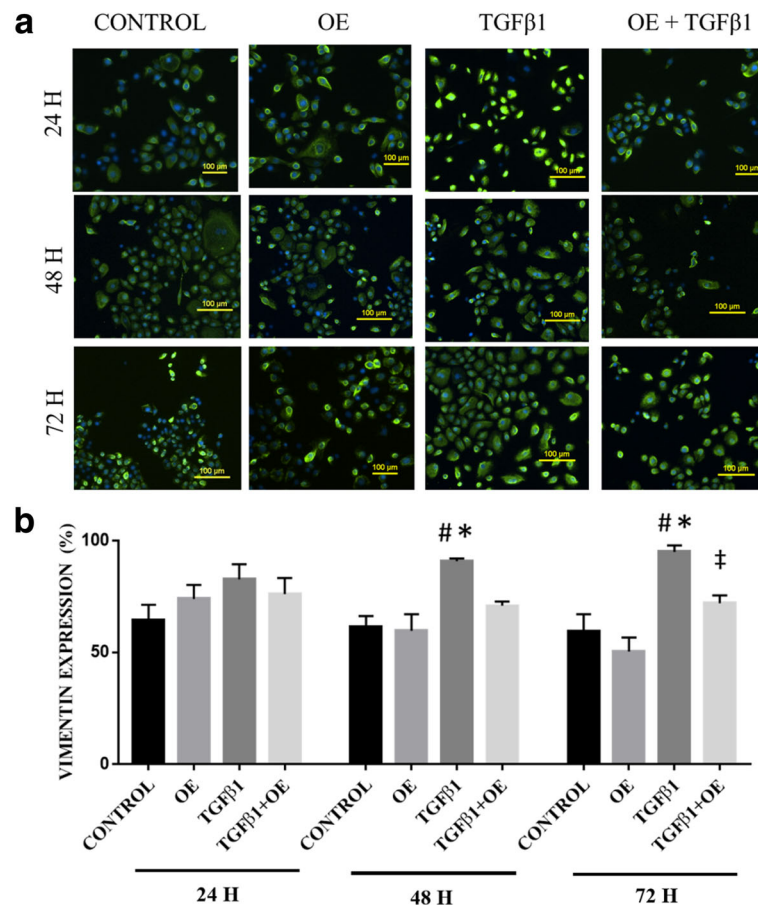 a
CONTROL OE TGFβ1 OE + TGFβ1
24 H
100 µm 100 µm 100 µm 100 µm
48 H
100 µm 100 µm 100 µm 100 µm
72 H
100 µm 100 µm 100 µm 100 µm
b
VIMENTIN EXPRESSION (%)
100
50
0
# *
# *
‡
CONTROL OE TGFβ1 TGFβ1+OE CONTROL OE TGFβ1 TGFβ1+OE CONTROL OE TGFβ1 TGFβ1+OE
24 H 48 H 72 H